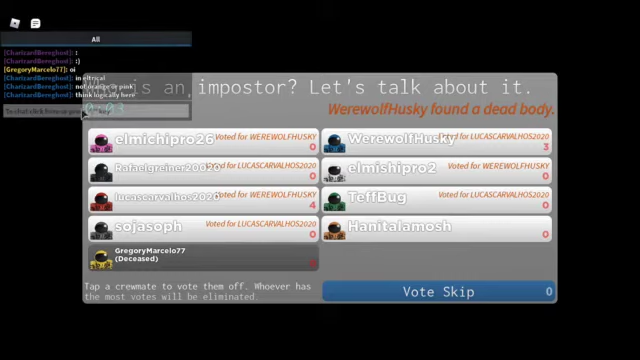 All
[CharizardBereghost]: :
[CharizardBereghost]: :)
[GregoryMarcelo77]: oi
[CharizardBereghost]: in eltrical
[CharizardBereghost]: not orange or pink
[CharizardBereghost]: think logically here
is an impostor? Let's talk about it.
0:03
WerewolfHusky found a dead body.
elmichipro26
Voted for WEREWOLFHUSKY
0
WerewolfHusky
Voted for LUCASCARVALHOS2020
3
Rafaelgreiner20020
Voted for LUCASCARVALHOS2020
0
elmishipro2
Voted for WEREWOLFHUSKY
0
lucascarvalhos2020
Voted for WEREWOLFHUSKY
4
TeffBug
Voted for LUCASCARVALHOS2020
0
sojasoph
Voted for LUCASCARVALHOS2020
0
Hanitalamosh
0
GregoryMarcelo77
(Deceased)
Tap a crewmate to vote them off. Whoever has
the most votes will be eliminated.
Vote Skip
0